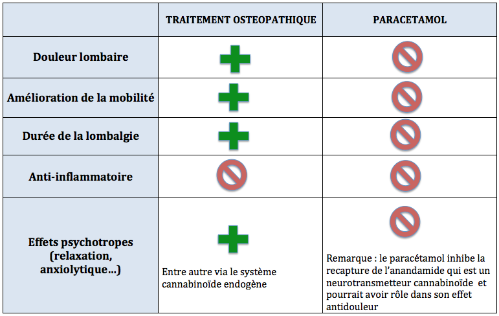 TRAITEMENT OSTEOPATHIQUE
PARACETAMOL
Douleur lombaire
Amélioration de la mobilité
Durée de la lombalgie
Anti-inflammatoire
Effets psychotropes
(relaxation,
anxiolytique...)
Entre autre via le système
cannabinoïde endogène
Remarque : le paracétamol inhibe la
recapture de l'anandamide qui est un
neurotransmetteur cannabinoïde et
pourrait avoir rôle dans son effet
antidouleur